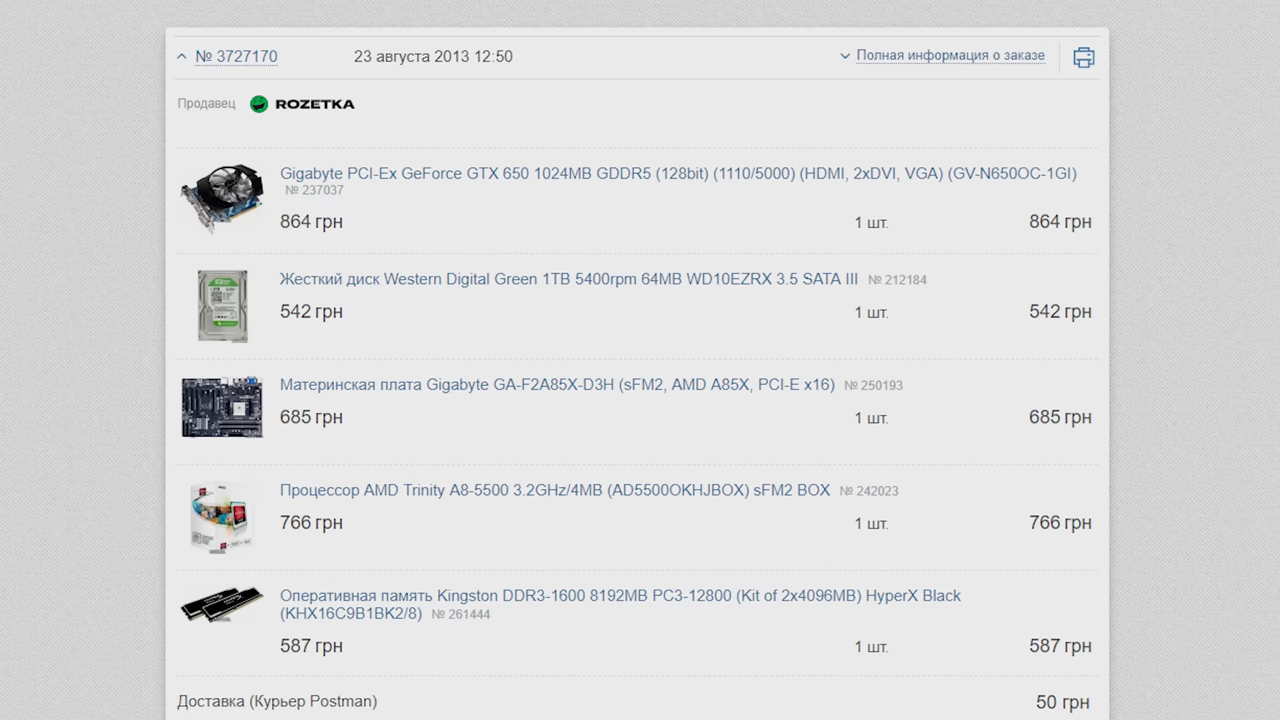 № 3727170 23 августа 2013 12:50 Полная информация о заказе
Продавец ROZETKA
Gigabyte PCI-Ex GeForce GTX 650 1024MB GDDR5 (128bit) (1110/5000) (HDMI, 2xDVI, VGA) (GV-N650OC-1GI)
№ 237037
864 грн 1 шт. 864 грн
Жесткий диск Western Digital Green 1TB 5400rpm 64MB WD10EZRX 3.5 SATA III № 212184
542 грн 1 шт. 542 грн
Материнская плата Gigabyte GA-F2A85X-D3H (sFM2, AMD A85X, PCI-E x16) № 250193
685 грн 1 шт. 685 грн
Процессор AMD Trinity A8-5500 3.2GHz/4MB (AD5500OKHJBOX) sFM2 BOX № 242023
766 грн 1 шт. 766 грн
Оперативная память Kingston DDR3-1600 8192MB PC3-12800 (Kit of 2x4096MB) HyperX Black
(KHX16C9B1BK2/8) № 261444
587 грн 1 шт. 587 грн
Доставка (Курьер Postman) 50 грн